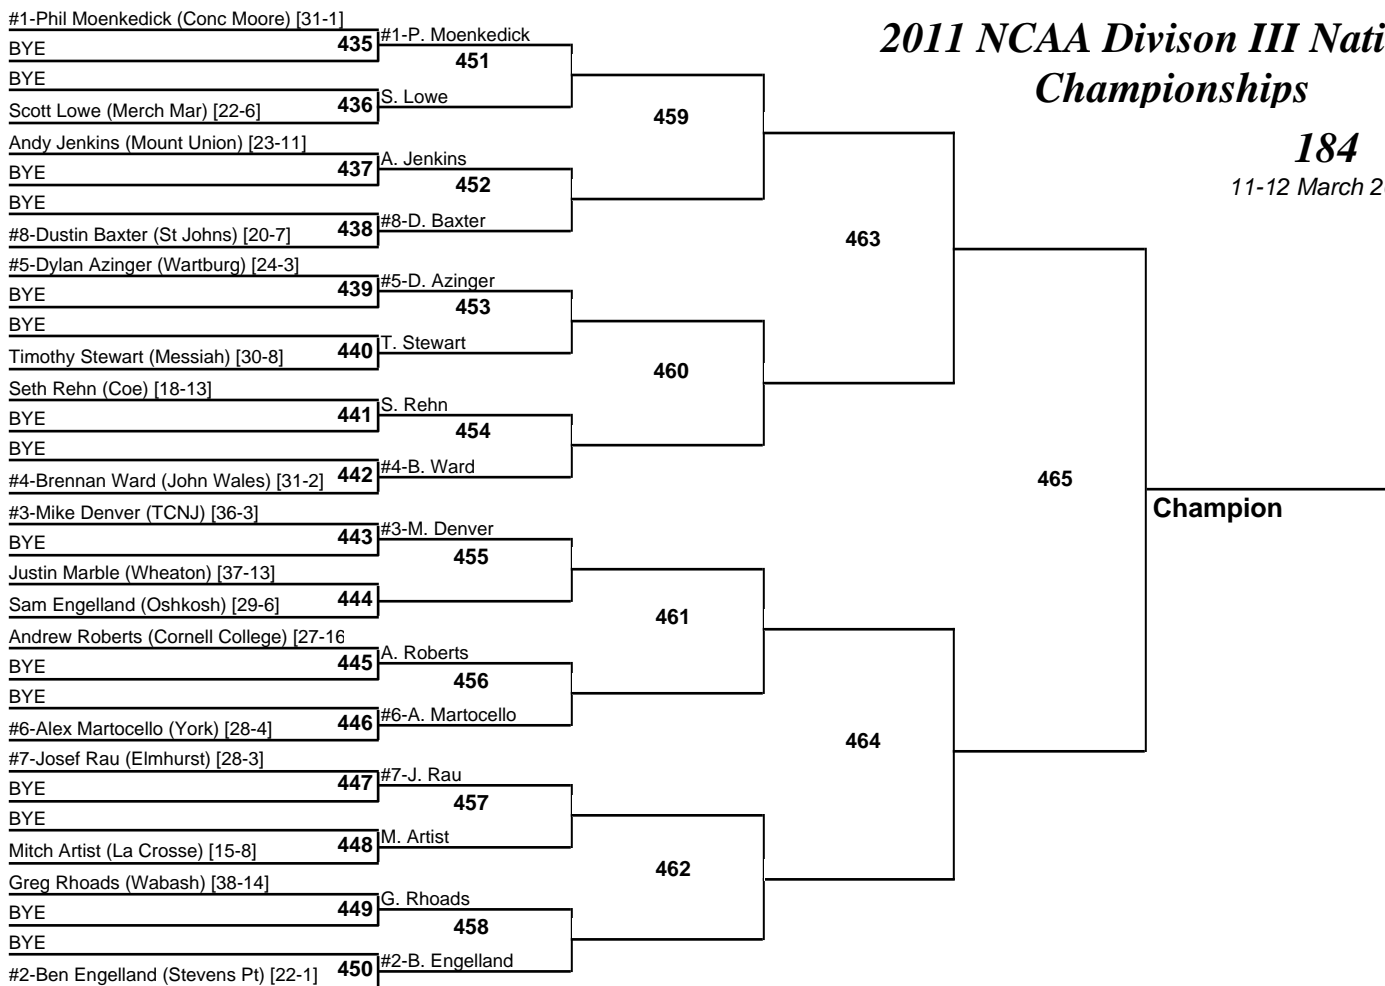 2011 NCAA Divison III Nati
Championships
184
11-12 March 2
#1-Phil Moenkedick (Conc Moore) [31-1]
BYE
435
#1-P. Moenkedick
451
BYE
Scott Lowe (Merch Mar) [22-6]
436
S. Lowe
459
Andy Jenkins (Mount Union) [23-11]
BYE
437
A. Jenkins
452
BYE
#8-Dustin Baxter (St Johns) [20-7]
438
#8-D. Baxter
463
#5-Dylan Azinger (Wartburg) [24-3]
BYE
439
#5-D. Azinger
453
BYE
Timothy Stewart (Messiah) [30-8]
440
T. Stewart
460
Seth Rehn (Coe) [18-13]
BYE
441
S. Rehn
454
BYE
#4-Brennan Ward (John Wales) [31-2]
442
#4-B. Ward
465
Champion
#3-Mike Denver (TCNJ) [36-3]
BYE
443
#3-M. Denver
455
Justin Marble (Wheaton) [37-13]
Sam Engelland (Oshkosh) [29-6]
444
461
Andrew Roberts (Cornell College) [27-16
BYE
445
A. Roberts
456
BYE
#6-Alex Martocello (York) [28-4]
446
#6-A. Martocello
464
#7-Josef Rau (Elmhurst) [28-3]
BYE
447
#7-J. Rau
457
BYE
Mitch Artist (La Crosse) [15-8]
448
M. Artist
462
Greg Rhoads (Wabash) [38-14]
BYE
449
G. Rhoads
458
BYE
#2-Ben Engelland (Stevens Pt) [22-1]
450
#2-B. Engelland